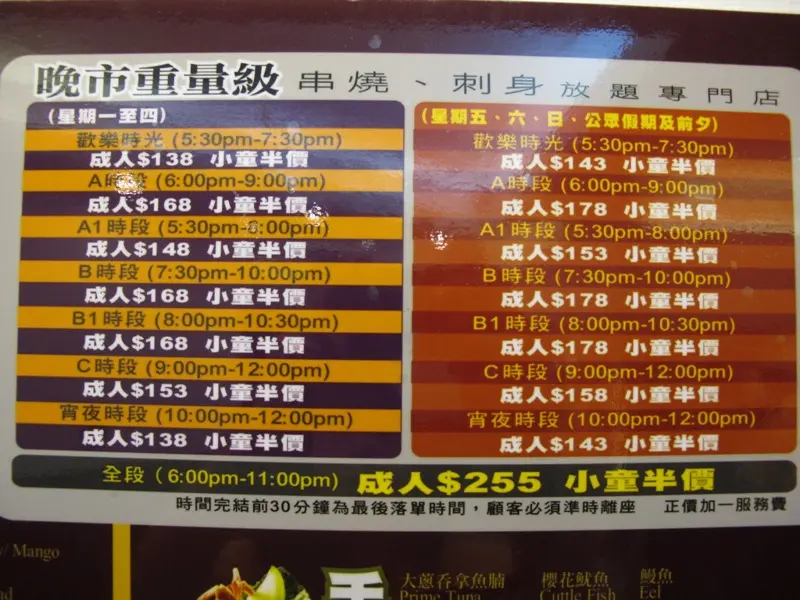 晚市重量級 串燒、刺身放題專門店
(星期一至四)
歡樂時光 (5:30pm-7:30pm)
成人$138 小童半價
A時段 (6:00pm-9:00pm)
成人$168 小童半價
A1時段 (5:30pm-8:00pm)
成人$148 小童半價
B時段 (7:30pm-10:00pm)
成人$168 小童半價
B1時段 (8:00pm-10:30pm)
成人$168 小童半價
C時段 (9:00pm-12:00pm)
成人$153 小童半價
宵夜時段 (10:00pm-12:00pm)
成人$138 小童半價
(星期五、六、日、公眾假期及前夕)
歡樂時光 (5:30pm-7:30pm)
成人$143 小童半價
A時段 (6:00pm-9:00pm)
成人$178 小童半價
A1時段 (5:30pm-8:00pm)
成人$153 小童半價
B時段 (7:30pm-10:00pm)
成人$178 小童半價
B1時段 (8:00pm-10:30pm)
成人$178 小童半價
C時段 (9:00pm-12:00pm)
成人$158 小童半價
宵夜時段 (10:00pm-12:00pm)
成人$143 小童半價
全段 (6:00pm-11:00pm) 成人$255 小童半價
時間完結前30分鐘為最後落單時間，顧客必須準時離座 正價加一服務費
w/ Mango
手
大蔥吞拿魚腩
Prime Tuna
櫻花魷魚
Cuttle Fish
鰻魚
Eel